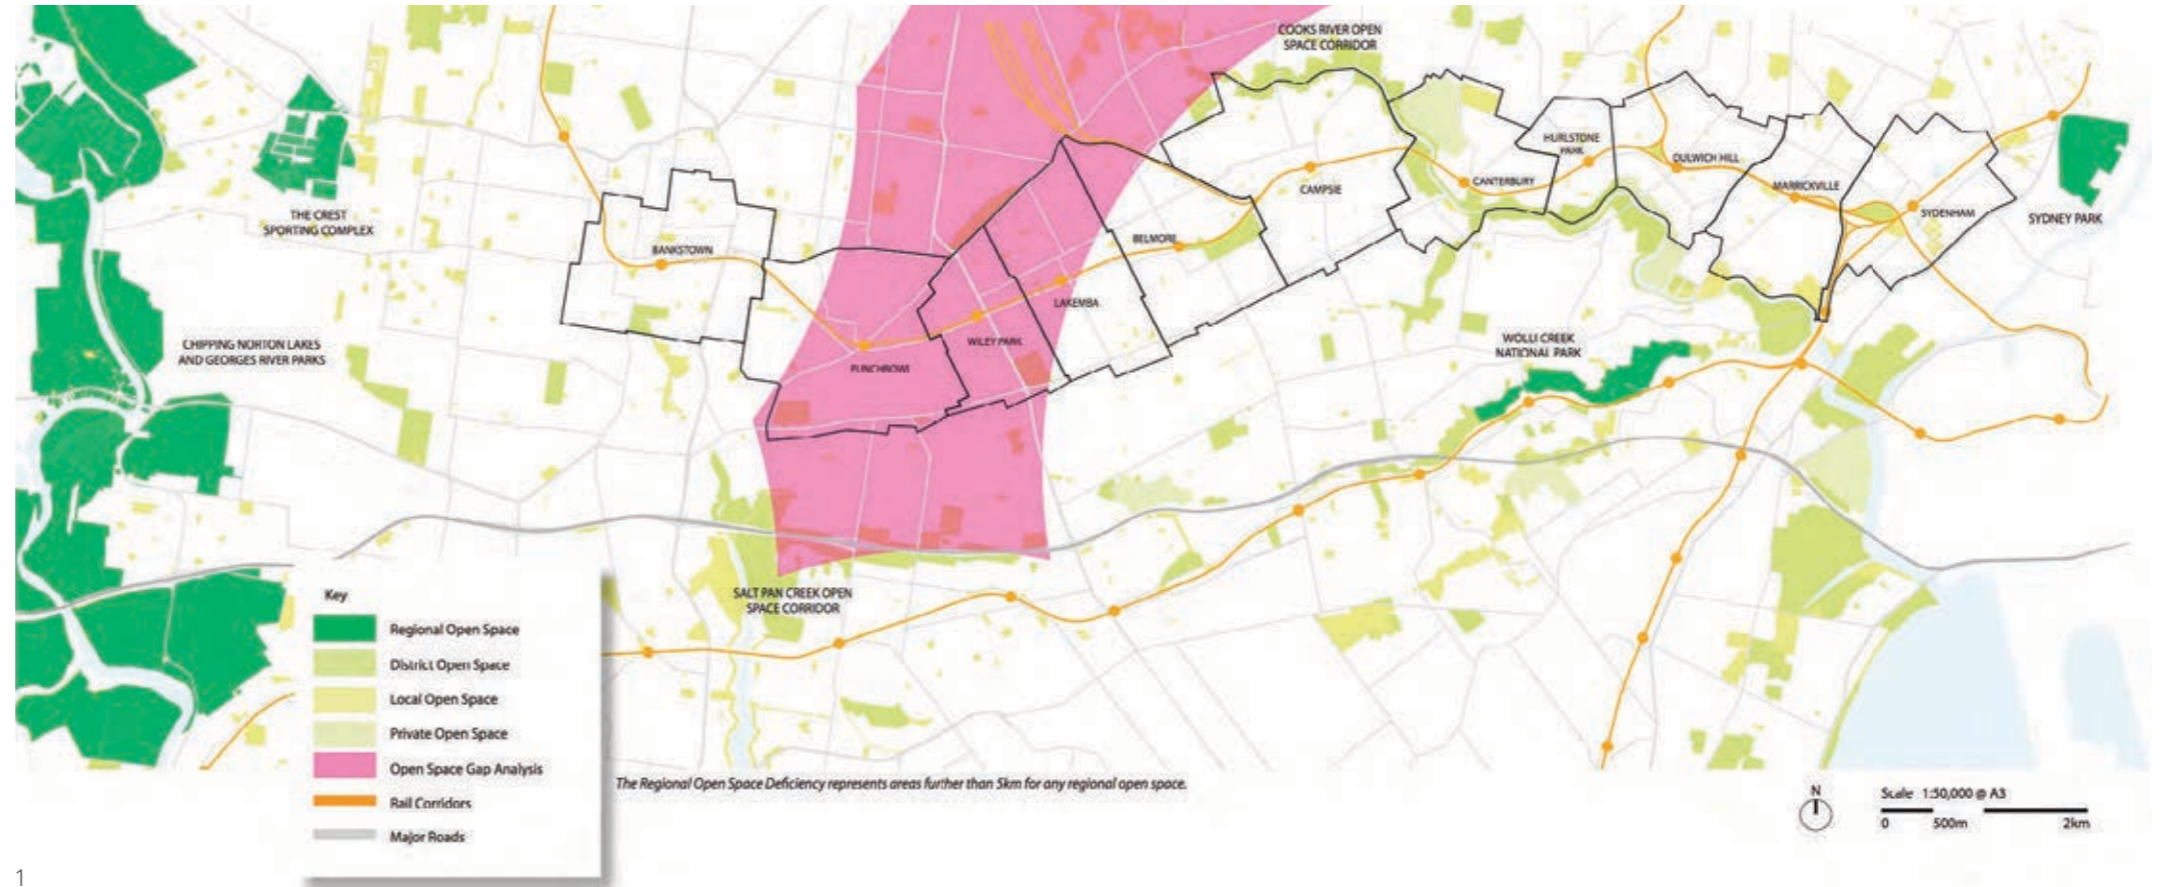 COOKS RIVER OPEN
SPACE CORRIDOR
HURLSTONE
PARK
DULWICH HILL
CAMPSIE
CANTERBURY
MARRICKVILLE
SYDENHAM
SYDNEY PARK
THE CREST
SPORTING COMPLEX
BANKSTOWN
BELMORE
LAKEMBA
WILEY PARK
PUNCHBOWL
CHIPPING NORTON LAKES
AND GEORGES RIVER PARKS
WOLLI CREEK
NATIONAL PARK
SALT PAN CREEK OPEN
SPACE CORRIDOR
Key
Regional Open Space
District Open Space
Local Open Space
Private Open Space
Open Space Gap Analysis
Rail Corridors
Major Roads
The Regional Open Space Deficiency represents areas further than 5km for any regional open space.
N
Scale 1:50,000 @ A3
0 500m 2km
1